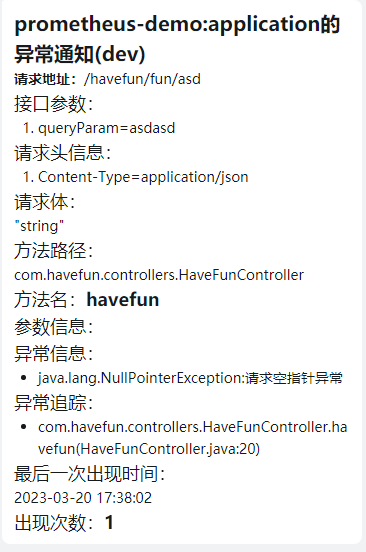 prometheus-demo:application的
异常通知(dev)
请求地址：/havefun/fun/asd
接口参数：
1. queryParam=asdasd
请求头信息：
1. Content-Type=application/json
请求体：
"string"
方法路径：
com.havefun.controllers.HaveFunController
方法名：havefun
参数信息：
异常信息：
• java.lang.NullPointerException:请求空指针异常
异常追踪：
• com.havefun.controllers.HaveFunController.ha
vefun(HaveFunController.java:20)
最后一次出现时间：
2023-03-20 17:38:02
出现次数：1